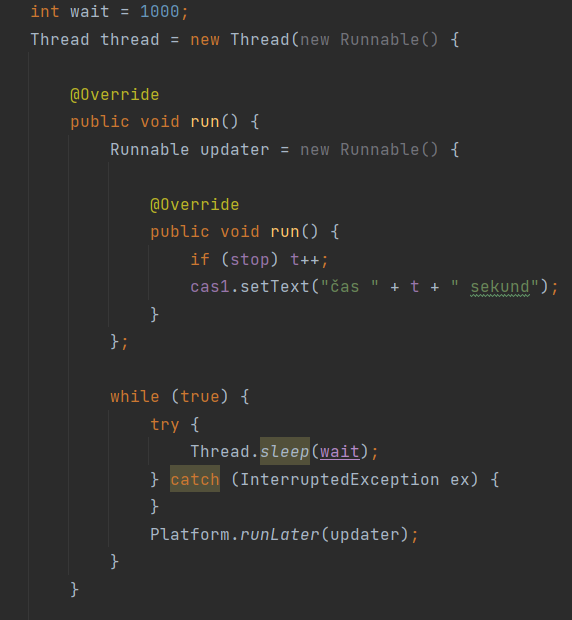 int wait = 1000;
Thread thread = new Thread(new Runnable() {
@Override
public void run() {
Runnable updater = new Runnable() {
@Override
public void run() {
if (stop) t++;
cas1.setText("čas " + t + " sekund");
}
};
while (true) {
try {
Thread.sleep(wait);
} catch (InterruptedException ex) {
}
Platform.runLater(updater);
}
}